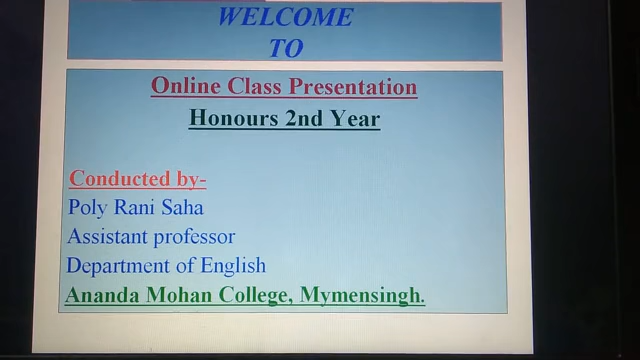 WELCOME
TO
Online Class Presentation
Honours 2nd Year
Conducted by-
Poly Rani Saha
Assistant professor
Department of English
Ananda Mohan College, Mymensingh.